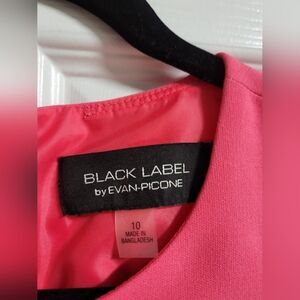 BLACK LABEL
by EVAN-PICONE
10
MADE IN
BANGLADESH